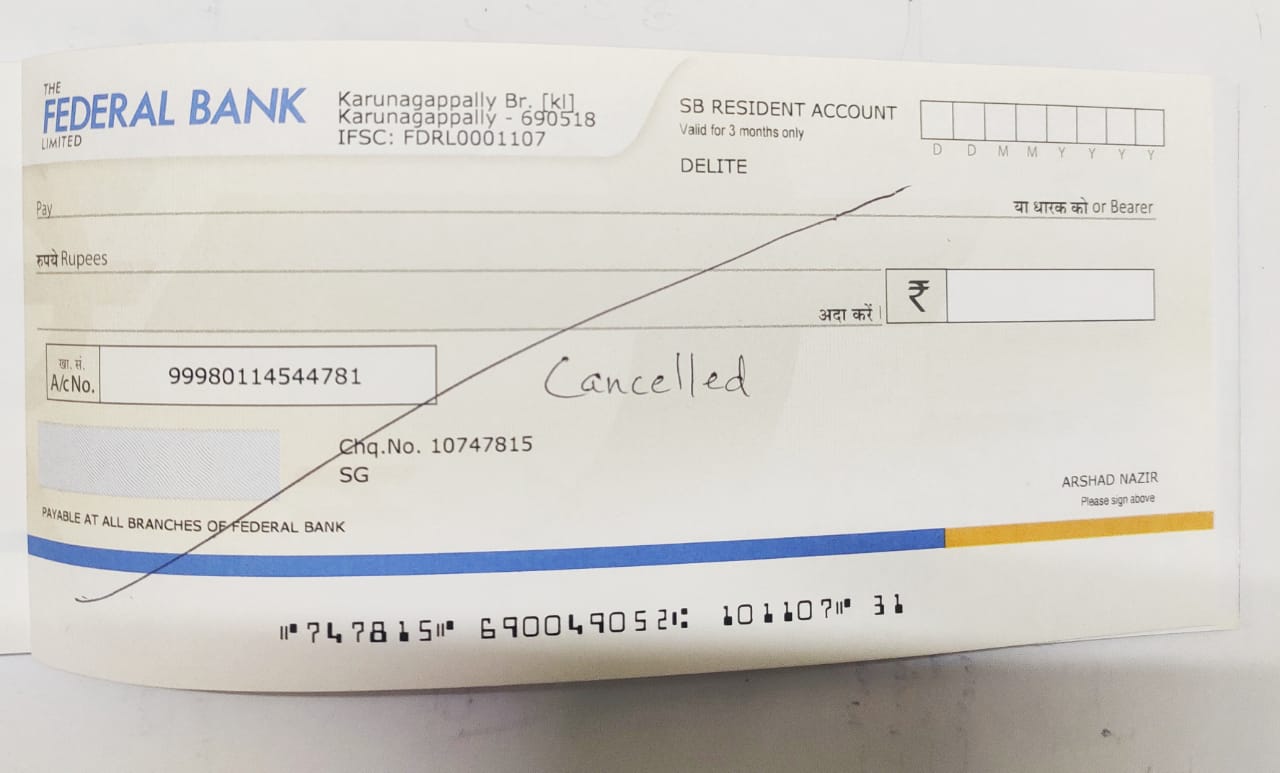 THE
FEDERAL BANK
LIMITED
Karunagappally Br. [kl]
Karunagappally - 690518
IFSC: FDRL0001107
SB RESIDENT ACCOUNT
Valid for 3 months only
DELITE
D D M M Y Y Y Y
Pay
या धारक को or Bearer
रुपये Rupees
अदा करें
₹
खा. सं.
A/c No.
99980114544781
Cancelled
Chq.No. 10747815
SG
ARSHAD NAZIR
Please sign above
PAYABLE AT ALL BRANCHES OF FEDERAL BANK
⑈747815⑈ 690049052⑆ 101107⑈ 31